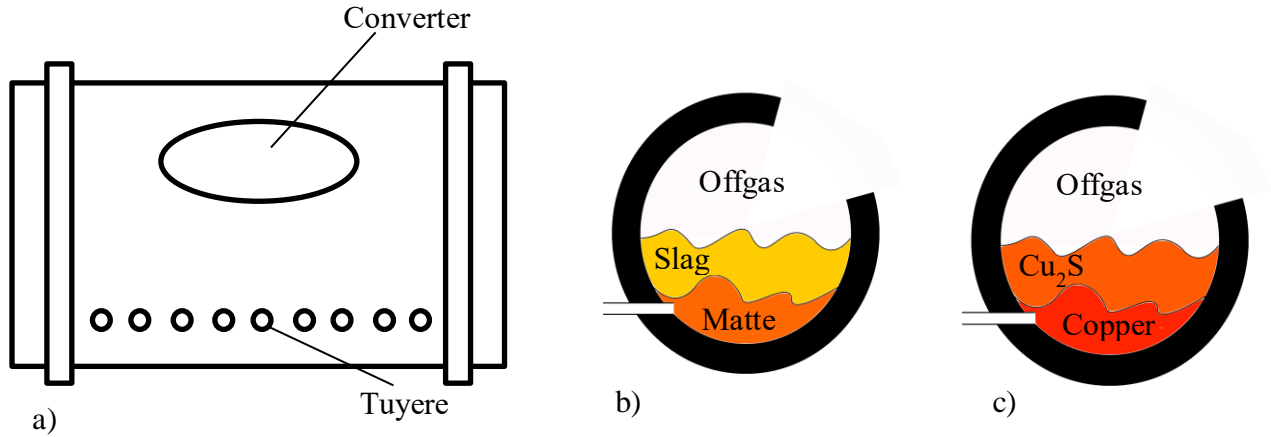 Converter
Tuyere
a)
Offgas
Slag
Matte
b)
Offgas
Cu₂S
Copper
c)